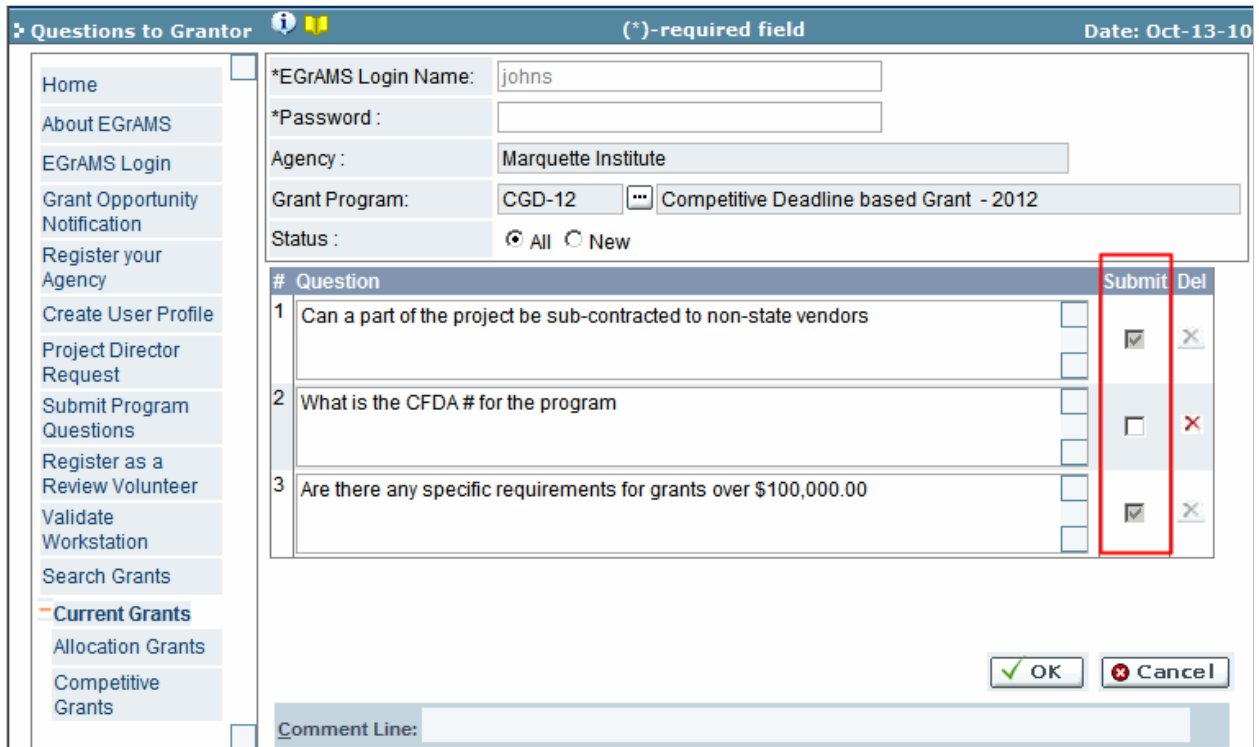 Questions to Grantor (*)-required field Date: Oct-13-10
Home
About EGrAMS
EGrAMS Login
Grant Opportunity
Notification
Register your
Agency
Create User Profile
Project Director
Request
Submit Program
Questions
Register as a
Review Volunteer
Validate
Workstation
Search Grants
Current Grants
Allocation Grants
Competitive
Grants
*EGrAMS Login Name: johns
*Password :
Agency : Marquette Institute
Grant Program: CGD-12 ... Competitive Deadline based Grant - 2012
Status : All New
# Question Submit Del
1 Can a part of the project be sub-contracted to non-state vendors
2 What is the CFDA # for the program
3 Are there any specific requirements for grants over $100,000.00
OK Cancel
Comment Line: